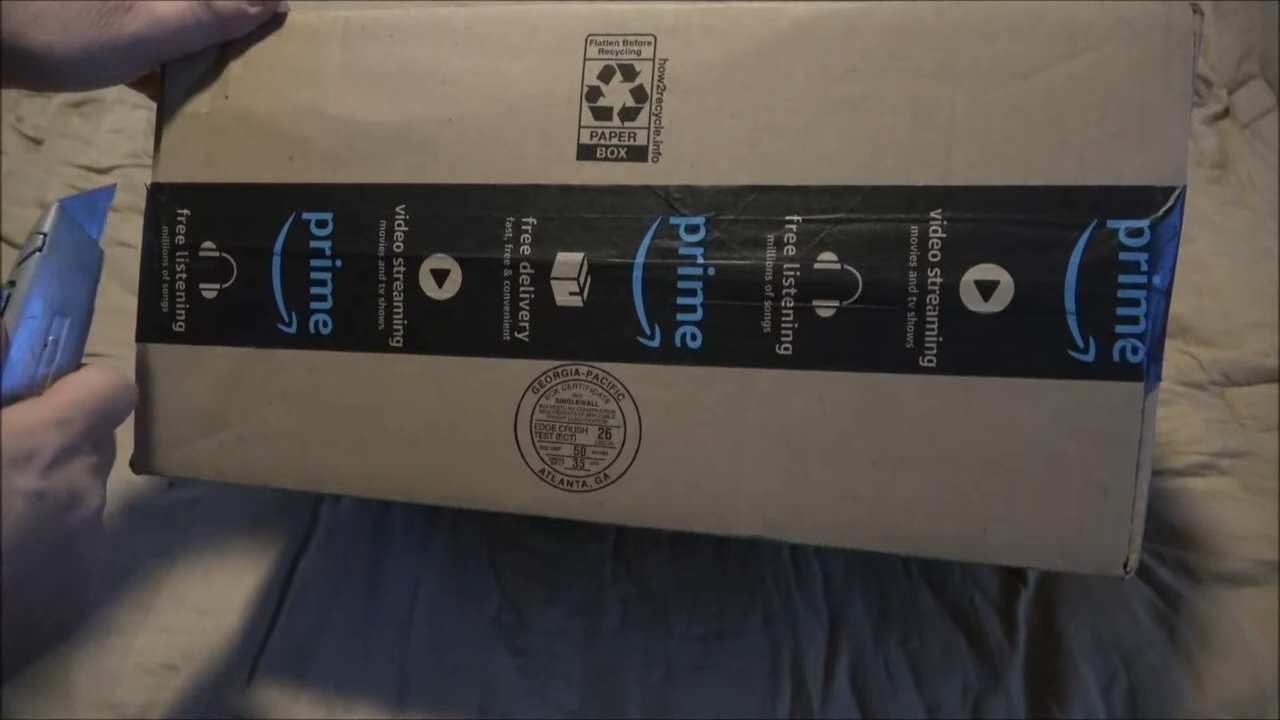 Flatten Before
Recycling
PAPER
BOX
how2recycle.info
free listening
millions of songs
prime
video streaming
movies and tv shows
free delivery
fast, free & convenient
prime
free listening
millions of songs
video streaming
movies and tv shows
prime
GEORGIA-PACIFIC
BOX CERTIFICATE
SINGLEWALL
EDGE CRUSH
TEST (ECT) 26
50
35
ATLANTA, GA